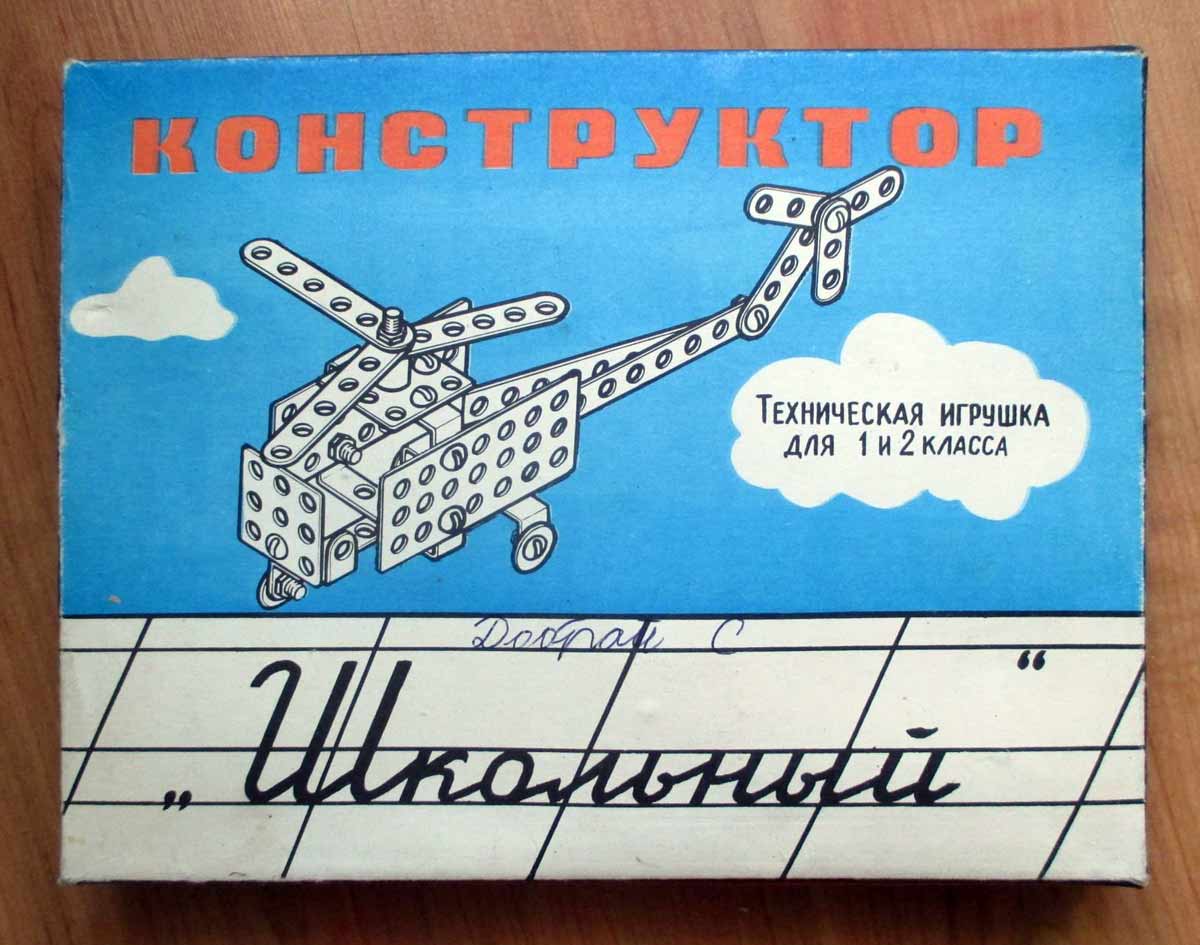 КОНСТРУКТОР
ТЕХНИЧЕСКАЯ ИГРУШКА
ДЛЯ 1 И 2 КЛАССА
„Школьный“